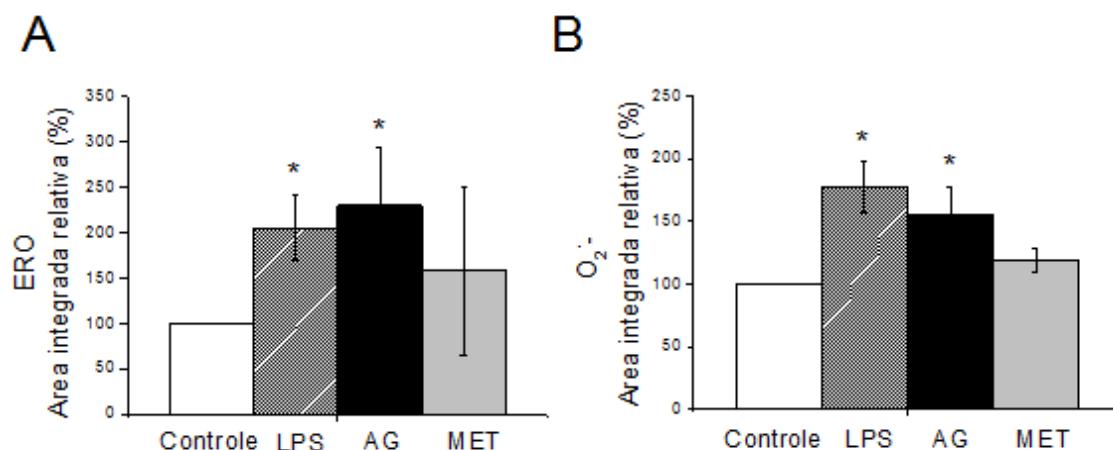 A
ERO
Area integrada relativa (%)
350
300
250
200
150
100
50
0
*
*
Controle LPS AG MET
B
O₂˙-
Area integrada relativa (%)
250
200
150
100
50
0
*
*
Controle LPS AG MET